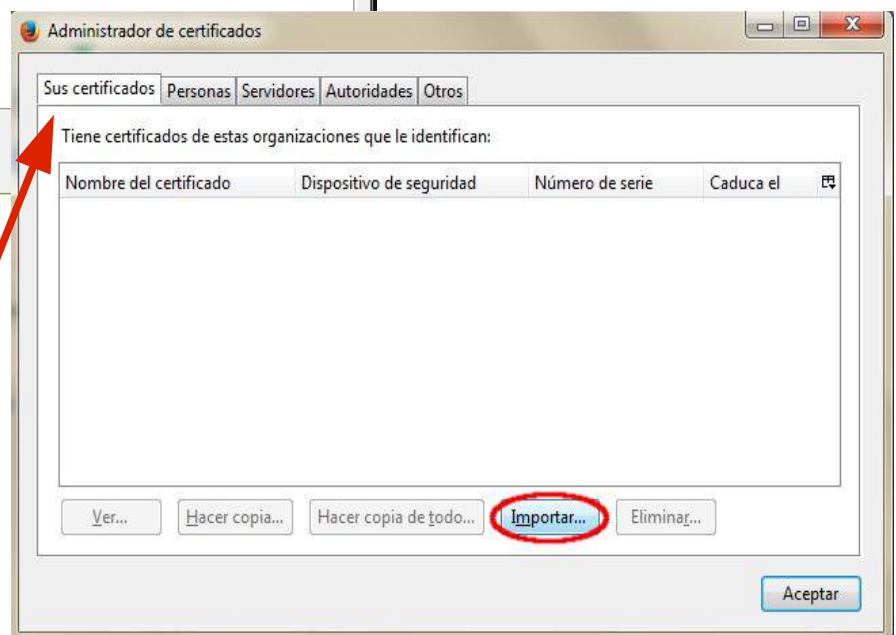 Administrador de certificados
Sus certificados Personas Servidores Autoridades Otros
Tiene certificados de estas organizaciones que le identifican:
Nombre del certificado Dispositivo de seguridad Número de serie Caduca el
Ver... Hacer copia... Hacer copia de todo... Importar... Eliminar...
Aceptar